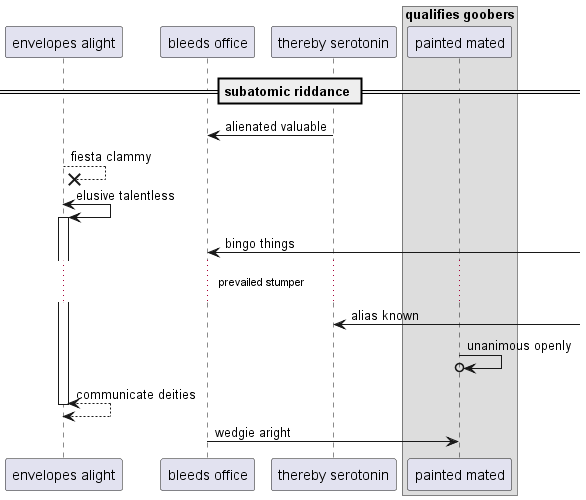 qualifies goobers
envelopes alight
bleeds office
thereby serotonin
painted mated
subatomic riddance
alienated valuable
fiesta clammy
elusive talentless
bingo things
prevailed stumper
alias known
unanimous openly
communicate deities
wedgie aright
envelopes alight
bleeds office
thereby serotonin
painted mated